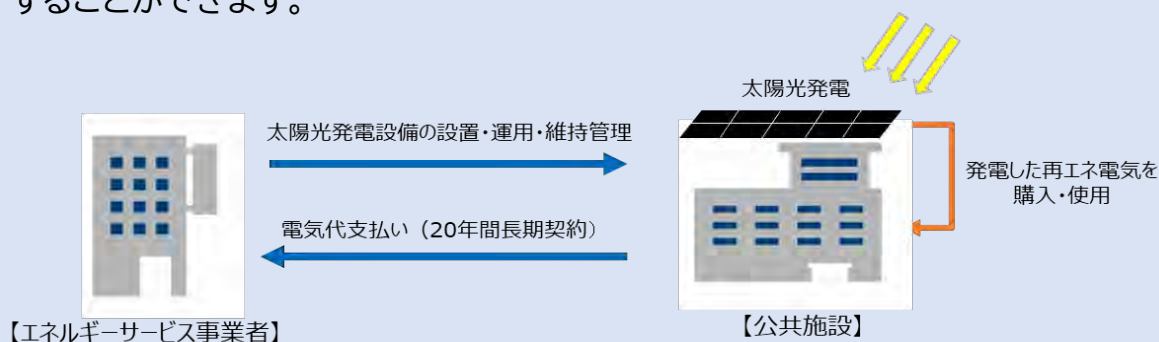 することができます。
太陽光発電
太陽光発電設備の設置・運用・維持管理
発電した再エネ電気を
購入・使用
電気代支払い（20年間長期契約）
【エネルギーサービス事業者】
【公共施設】